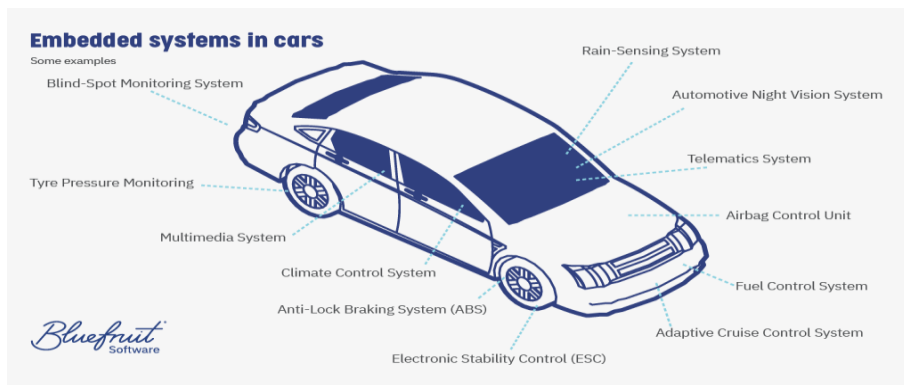 Embedded systems in cars
Some examples
Rain-Sensing System
Blind-Spot Monitoring System
Automotive Night Vision System
Telematics System
Tyre Pressure Monitoring
Airbag Control Unit
Multimedia System
Climate Control System
Fuel Control System
Anti-Lock Braking System (ABS)
Adaptive Cruise Control System
Electronic Stability Control (ESC)
Bluefruit
Software